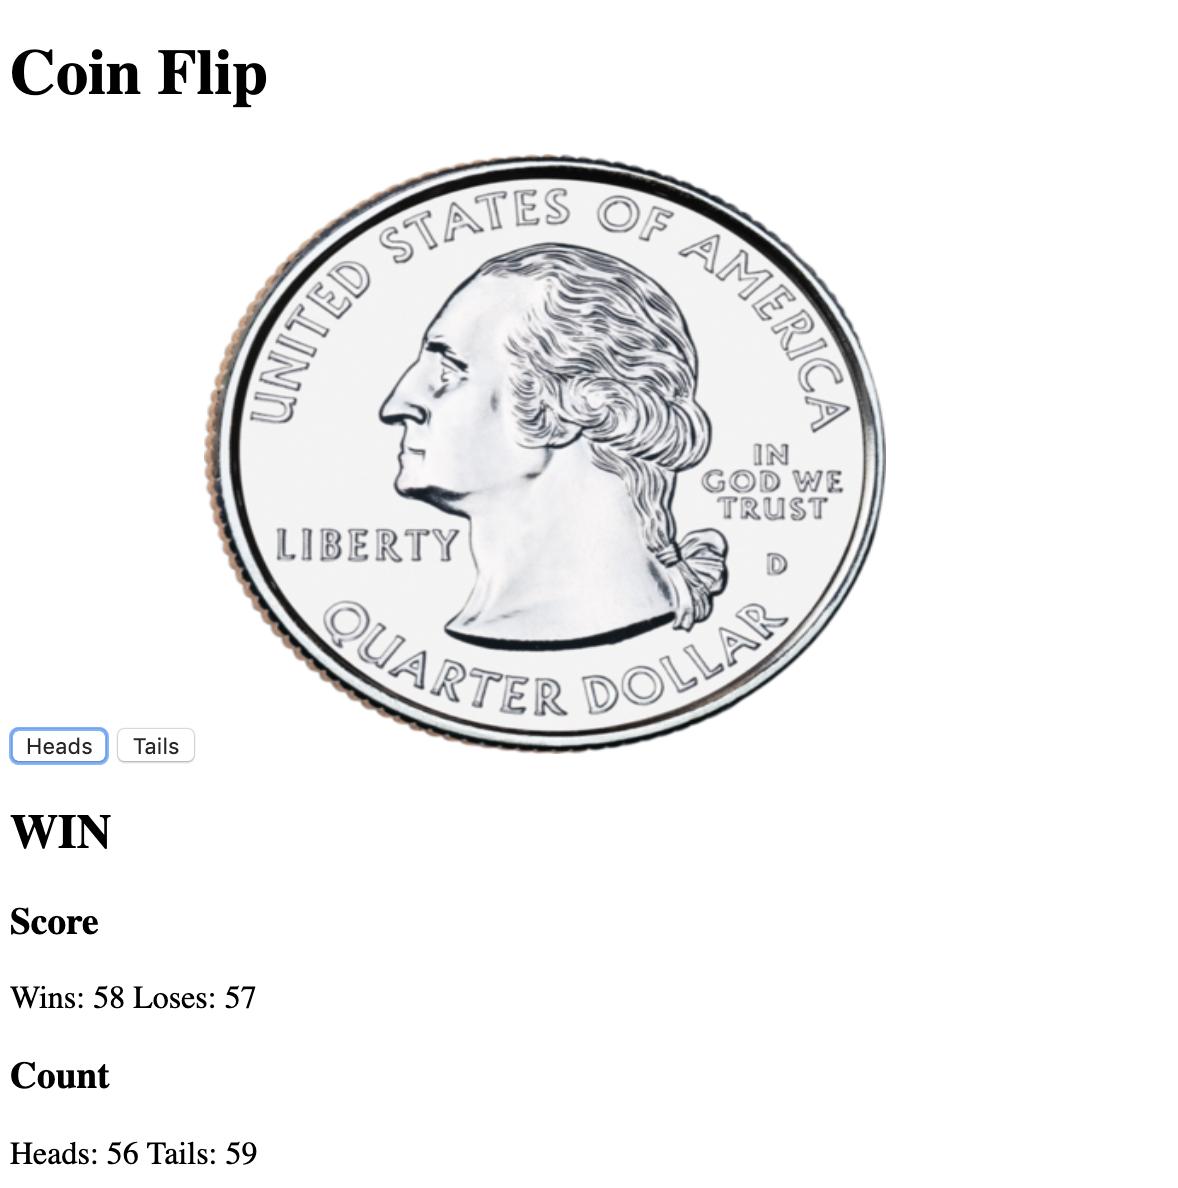 Coin Flip
UNITED STATES OF AMERICA
IN
GOD WE
TRUST
LIBERTY
D
QUARTER DOLLAR
Heads Tails
WIN
Score
Wins: 58 Loses: 57
Count
Heads: 56 Tails: 59